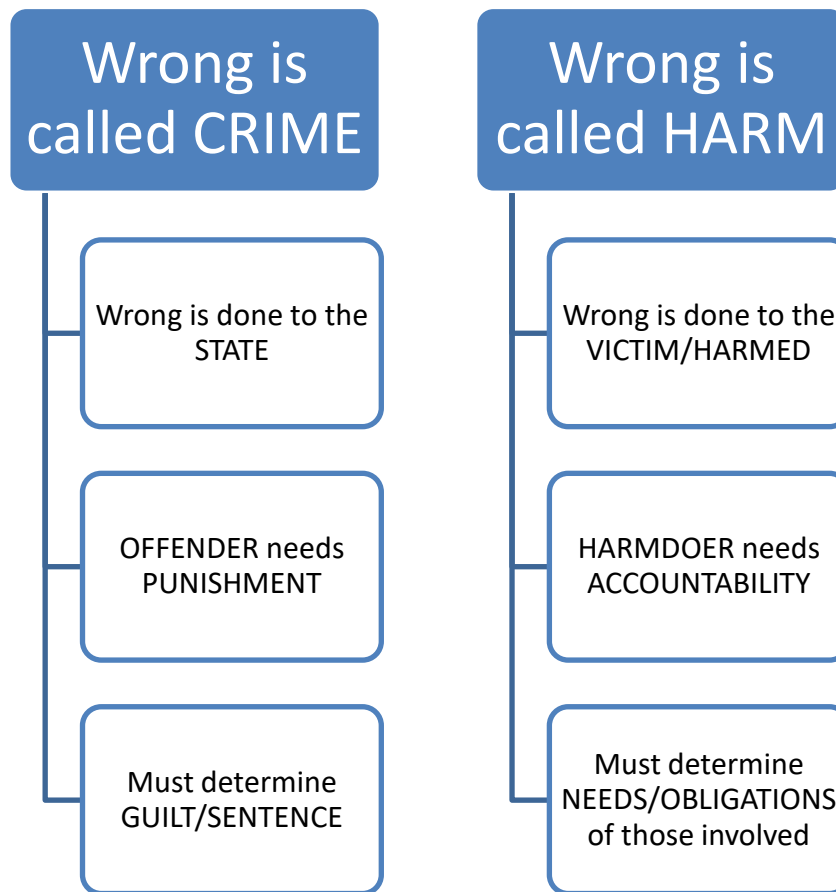 Wrong is
called CRIME
Wrong is done to the
STATE
OFFENDER needs
PUNISHMENT
Must determine
GUILT/SENTENCE
Wrong is
called HARM
Wrong is done to the
VICTIM/HARMED
HARMDOER needs
ACCOUNTABILITY
Must determine
NEEDS/OBLIGATIONS
of those involved